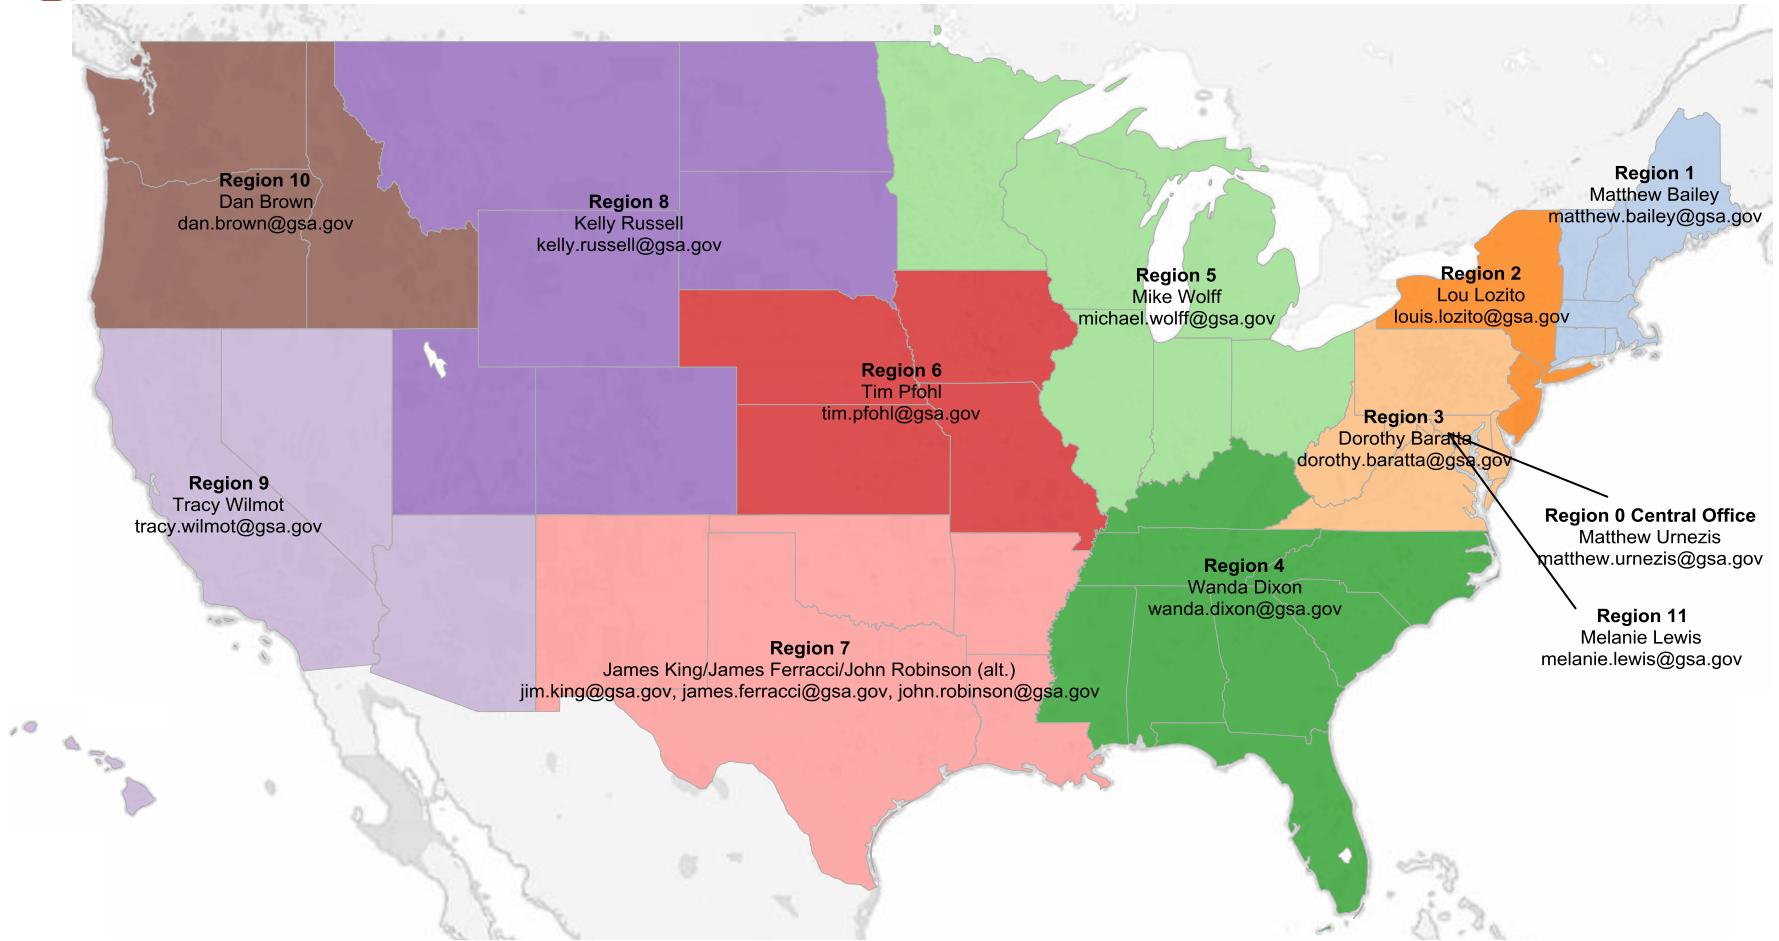 Region 1
Matthew Bailey
matthew.bailey@gsa.gov
Region 10
Dan Brown
dan.brown@gsa.gov
Region 8
Kelly Russell
kelly.russell@gsa.gov
Region 5
Mike Wolff
michael.wolff@gsa.gov
Region 2
Lou Lozito
louis.lozito@gsa.gov
Region 6
Tim Pfohl
tim.pfohl@gsa.gov
Region 3
Dorothy Baratta
dorothy.baratta@gsa.gov
Region 9
Tracy Wilmot
tracy.wilmot@gsa.gov
Region 0 Central Office
Matthew Urnezis
matthew.urnezis@gsa.gov
Region 4
Wanda Dixon
wanda.dixon@gsa.gov
Region 11
Melanie Lewis
melanie.lewis@gsa.gov
Region 7
James King/James Ferracci/John Robinson (alt.)
jim.king@gsa.gov, james.ferracci@gsa.gov, john.robinson@gsa.gov